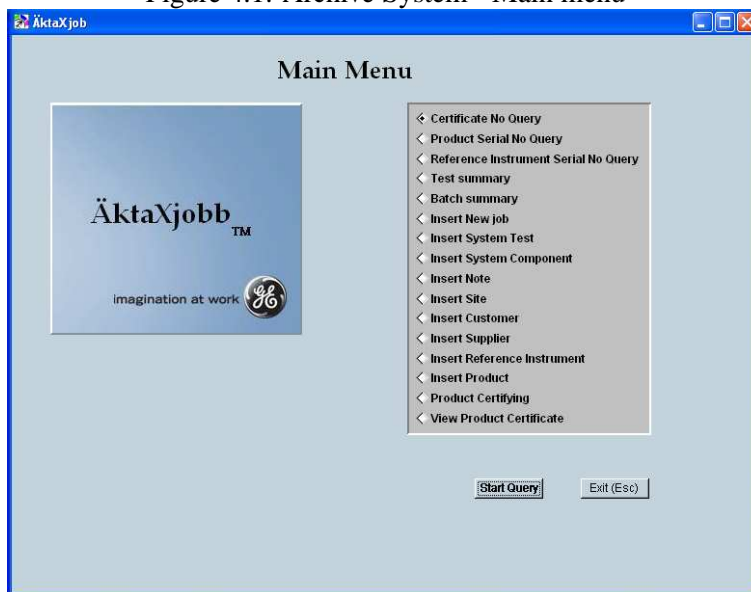 Figure 4.1: Archive System - Main menu
ÄktaXjob
Main Menu
ÄktaXjobb TM
imagination at work
Certificate No Query
Product Serial No Query
Reference Instrument Serial No Query
Test summary
Batch summary
Insert New job
Insert System Test
Insert System Component
Insert Note
Insert Site
Insert Customer
Insert Supplier
Insert Reference Instrument
Insert Product
Product Certifying
View Product Certificate
Start Query
Exit (Esc)